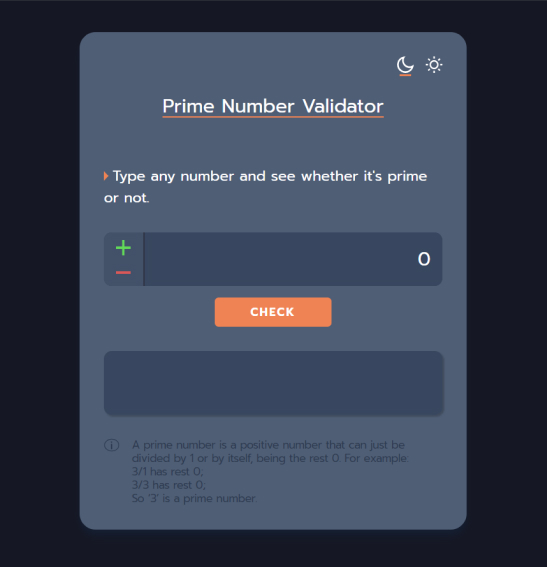 Prime Number Validator
Type any number and see whether it's prime
or not.
+
−
0
CHECK
A prime number is a positive number that can just be
divided by 1 or by itself, being the rest 0. For example:
3/1 has rest 0;
3/3 has rest 0;
So '3' is a prime number.